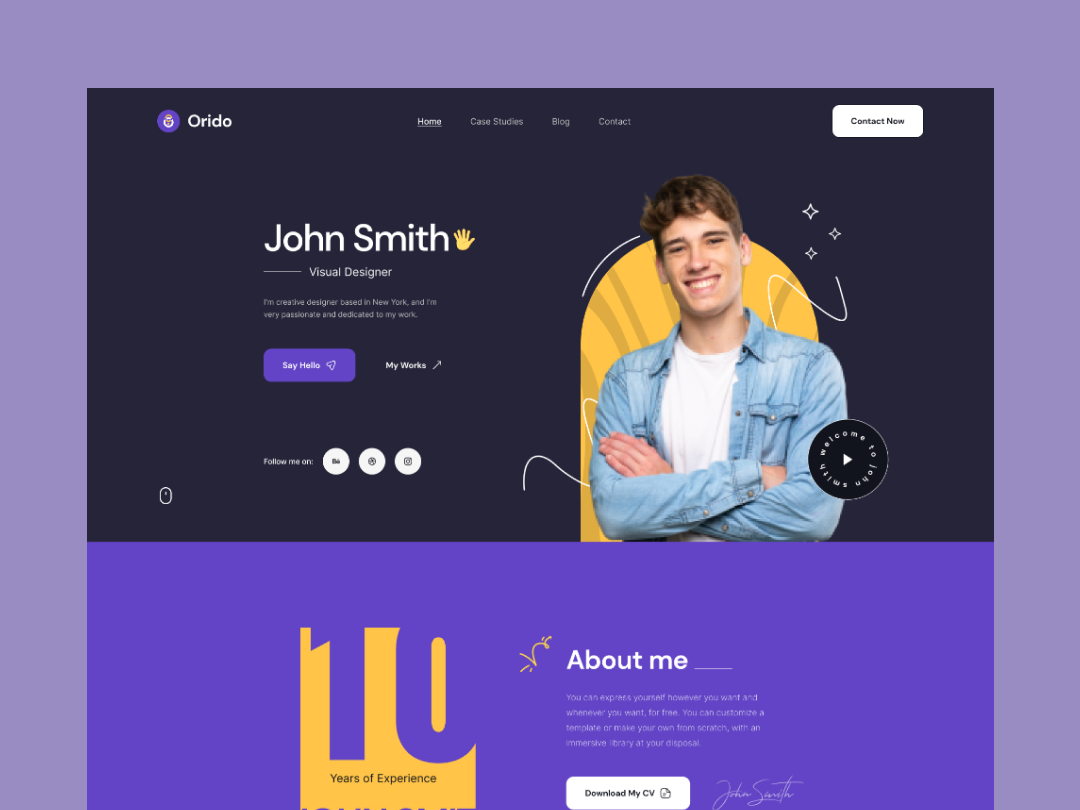 Orido
Home
Case Studies
Blog
Contact
Contact Now
John Smith
Visual Designer
I'm creative designer based in New York, and I'm
very passionate and dedicated to my work.
Say Hello
My Works
Follow me on:
Bē
welcome to john smith
10
Years of Experience
JOHN SMIT
About me
You can express yourself however you want and
whenever you want, for free. You can customize a
template or make your own from scratch, with an
immersive library at your disposal.
Download My CV
John Smith